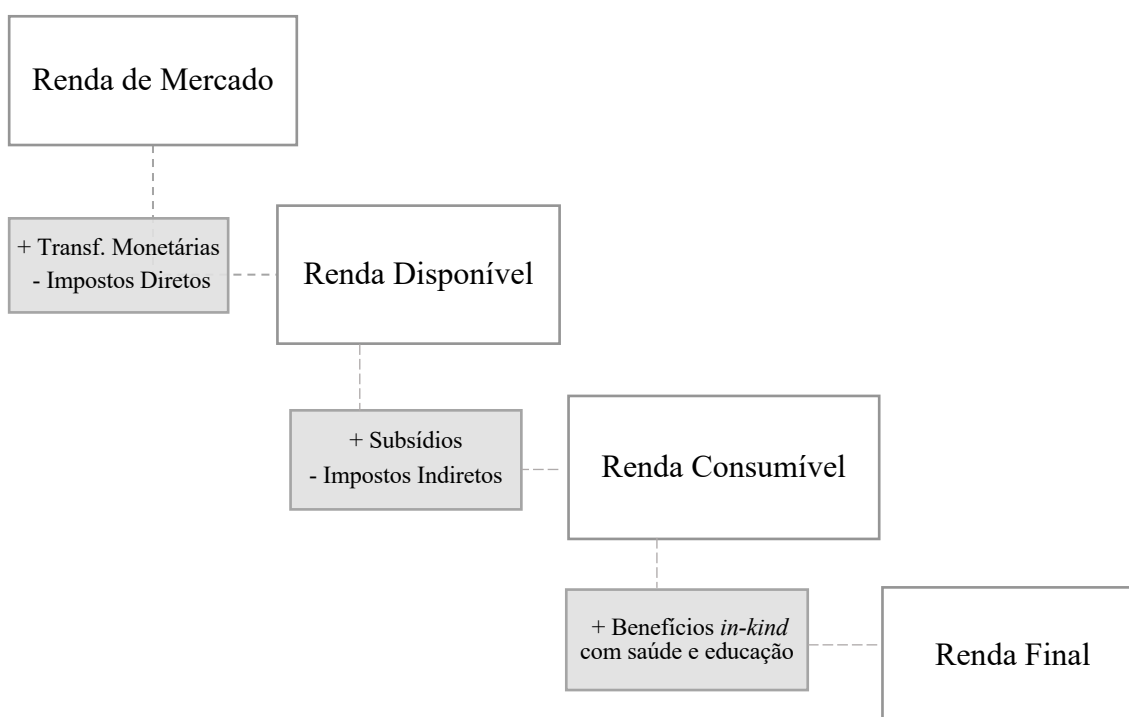 Renda de Mercado
+ Transf. Monetárias
- Impostos Diretos
Renda Disponível
+ Subsídios
- Impostos Indiretos
Renda Consumível
+ Benefícios in-kind
com saúde e educação
Renda Final